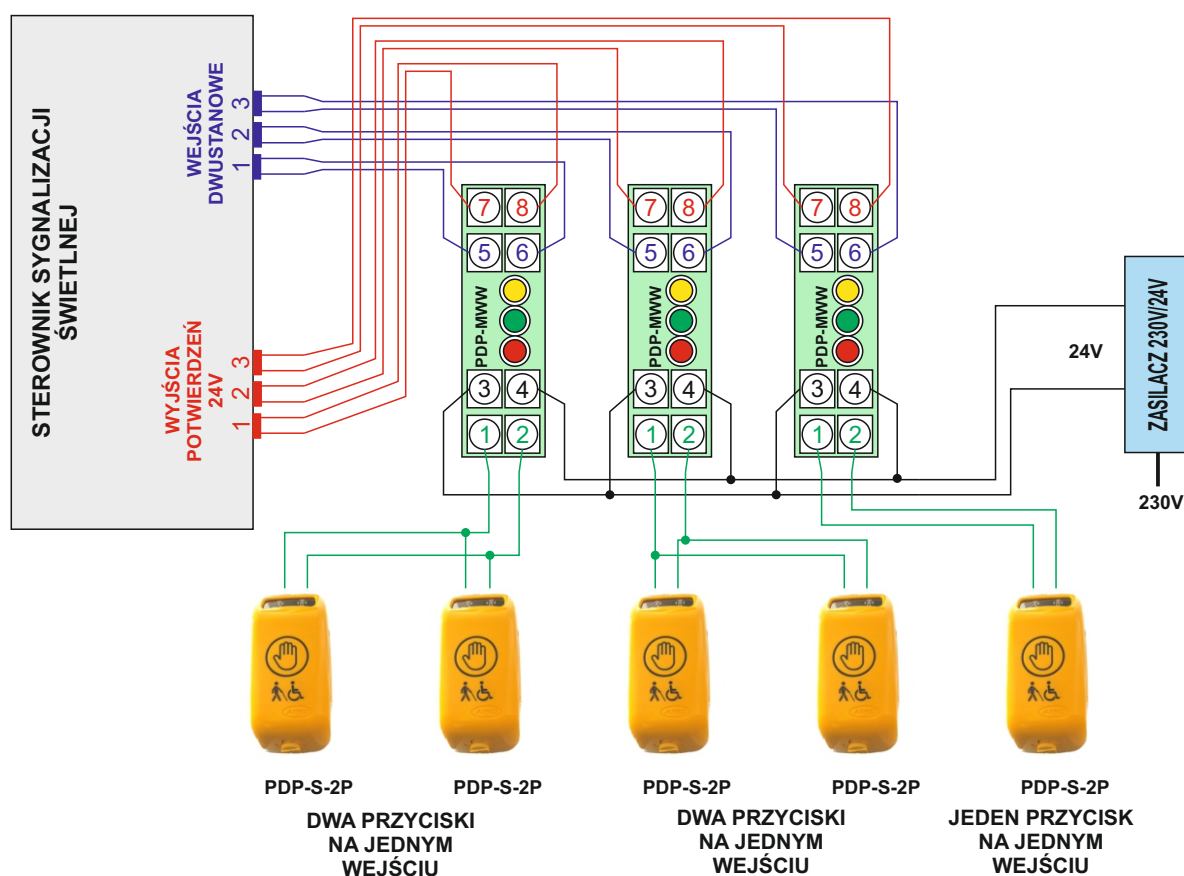 STEROWNIK SYGNALIZACJI
ŚWIETLNEJ
WEJŚCIA
DWUSTANOWE
3
2
1
WYJŚCIA
POTWIERDZEŃ
24V
3
2
1
7 8
5 6
PDP-MWW
3 4
1 2
7 8
5 6
PDP-MWW
3 4
1 2
7 8
5 6
PDP-MWW
3 4
1 2
24V
ZASILACZ 230V/24V
230V
PDP-S-2P
PDP-S-2P
PDP-S-2P
PDP-S-2P
PDP-S-2P
DWA PRZYCISKI
NA JEDNYM
WEJŚCIU
DWA PRZYCISKI
NA JEDNYM
WEJŚCIU
JEDEN PRZYCISK
NA JEDNYM
WEJŚCIU